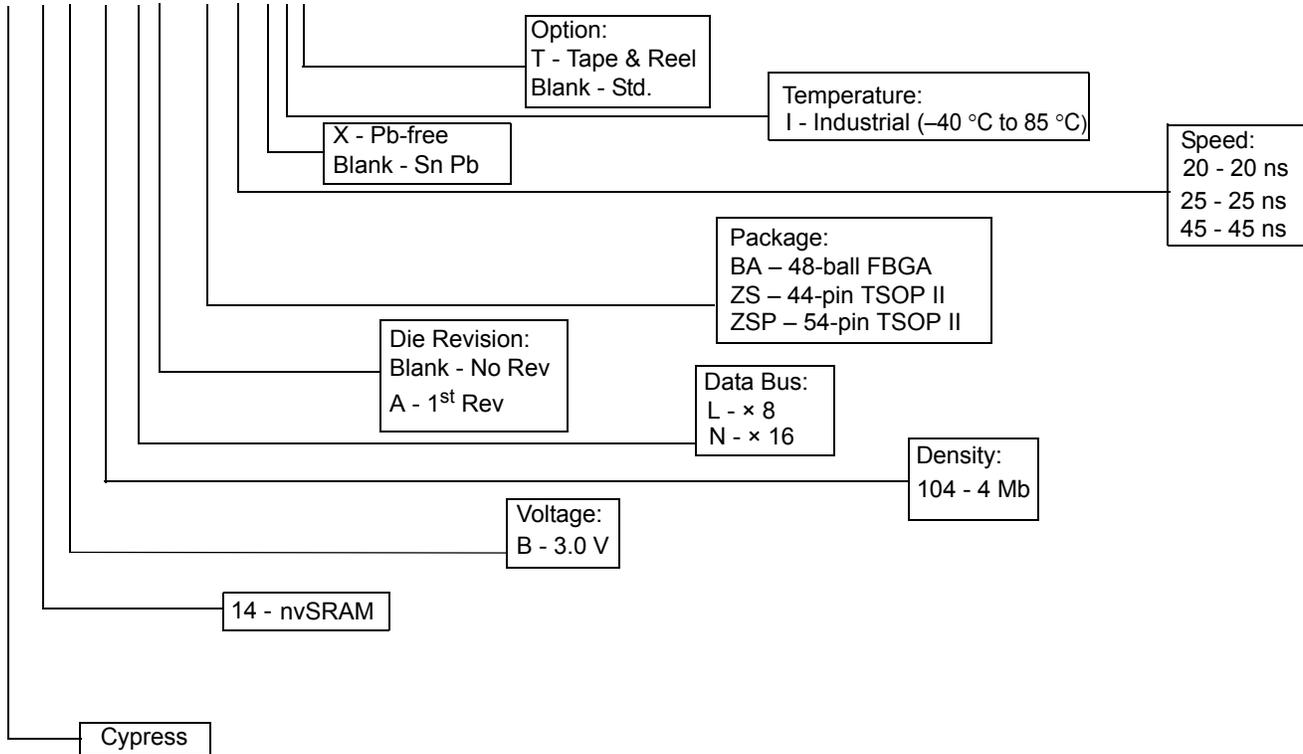 Option:
T - Tape & Reel
Blank - Std.
Temperature:
I - Industrial (–40 °C to 85 °C)
X - Pb-free
Blank - Sn Pb
Speed:
20 - 20 ns
25 - 25 ns
45 - 45 ns
Package:
BA – 48-ball FBGA
ZS – 44-pin TSOP II
ZSP – 54-pin TSOP II
Die Revision:
Blank - No Rev
A - 1st Rev
Data Bus:
L - × 8
N - × 16
Density:
104 - 4 Mb
Voltage:
B - 3.0 V
14 - nvSRAM
Cypress